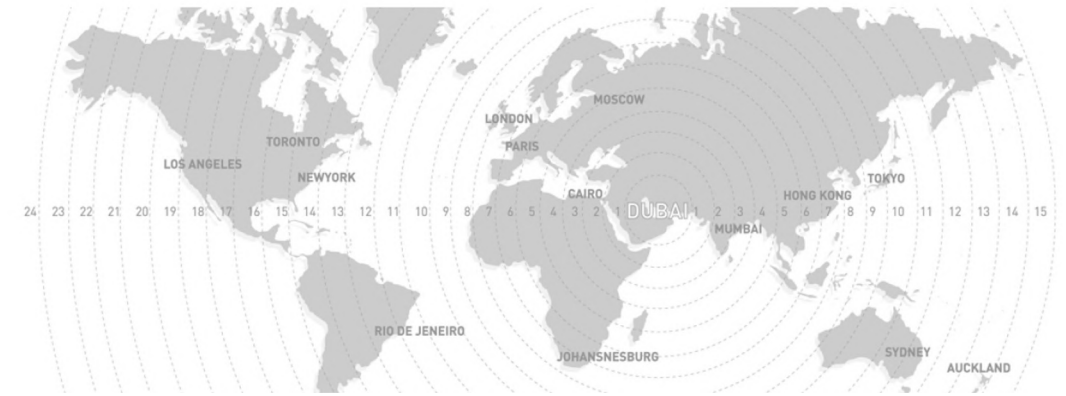 MOSCOW
LONDON
TORONTO
PARIS
LOS ANGELES
NEWYORK
TOKYO
CAIRO
HONG KONG
24 23 22 21 20 19 18 17 16 15 14 13 12 11 10 9 8 7 6 5 4 3 2 1 DUBAI 1 2 3 4 5 6 7 8 9 10 11 12 13 14 15
MUMBAI
RIO DE JENEIRO
JOHANSNESBURG
SYDNEY
AUCKLAND